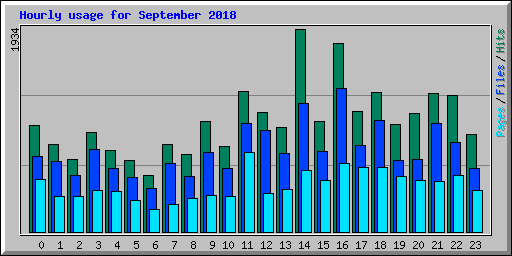 Hourly usage for September 2018
1934
Pages/Files/Hits
0 1 2 3 4 5 6 7 8 9 10 11 12 13 14 15 16 17 18 19 20 21 22 23